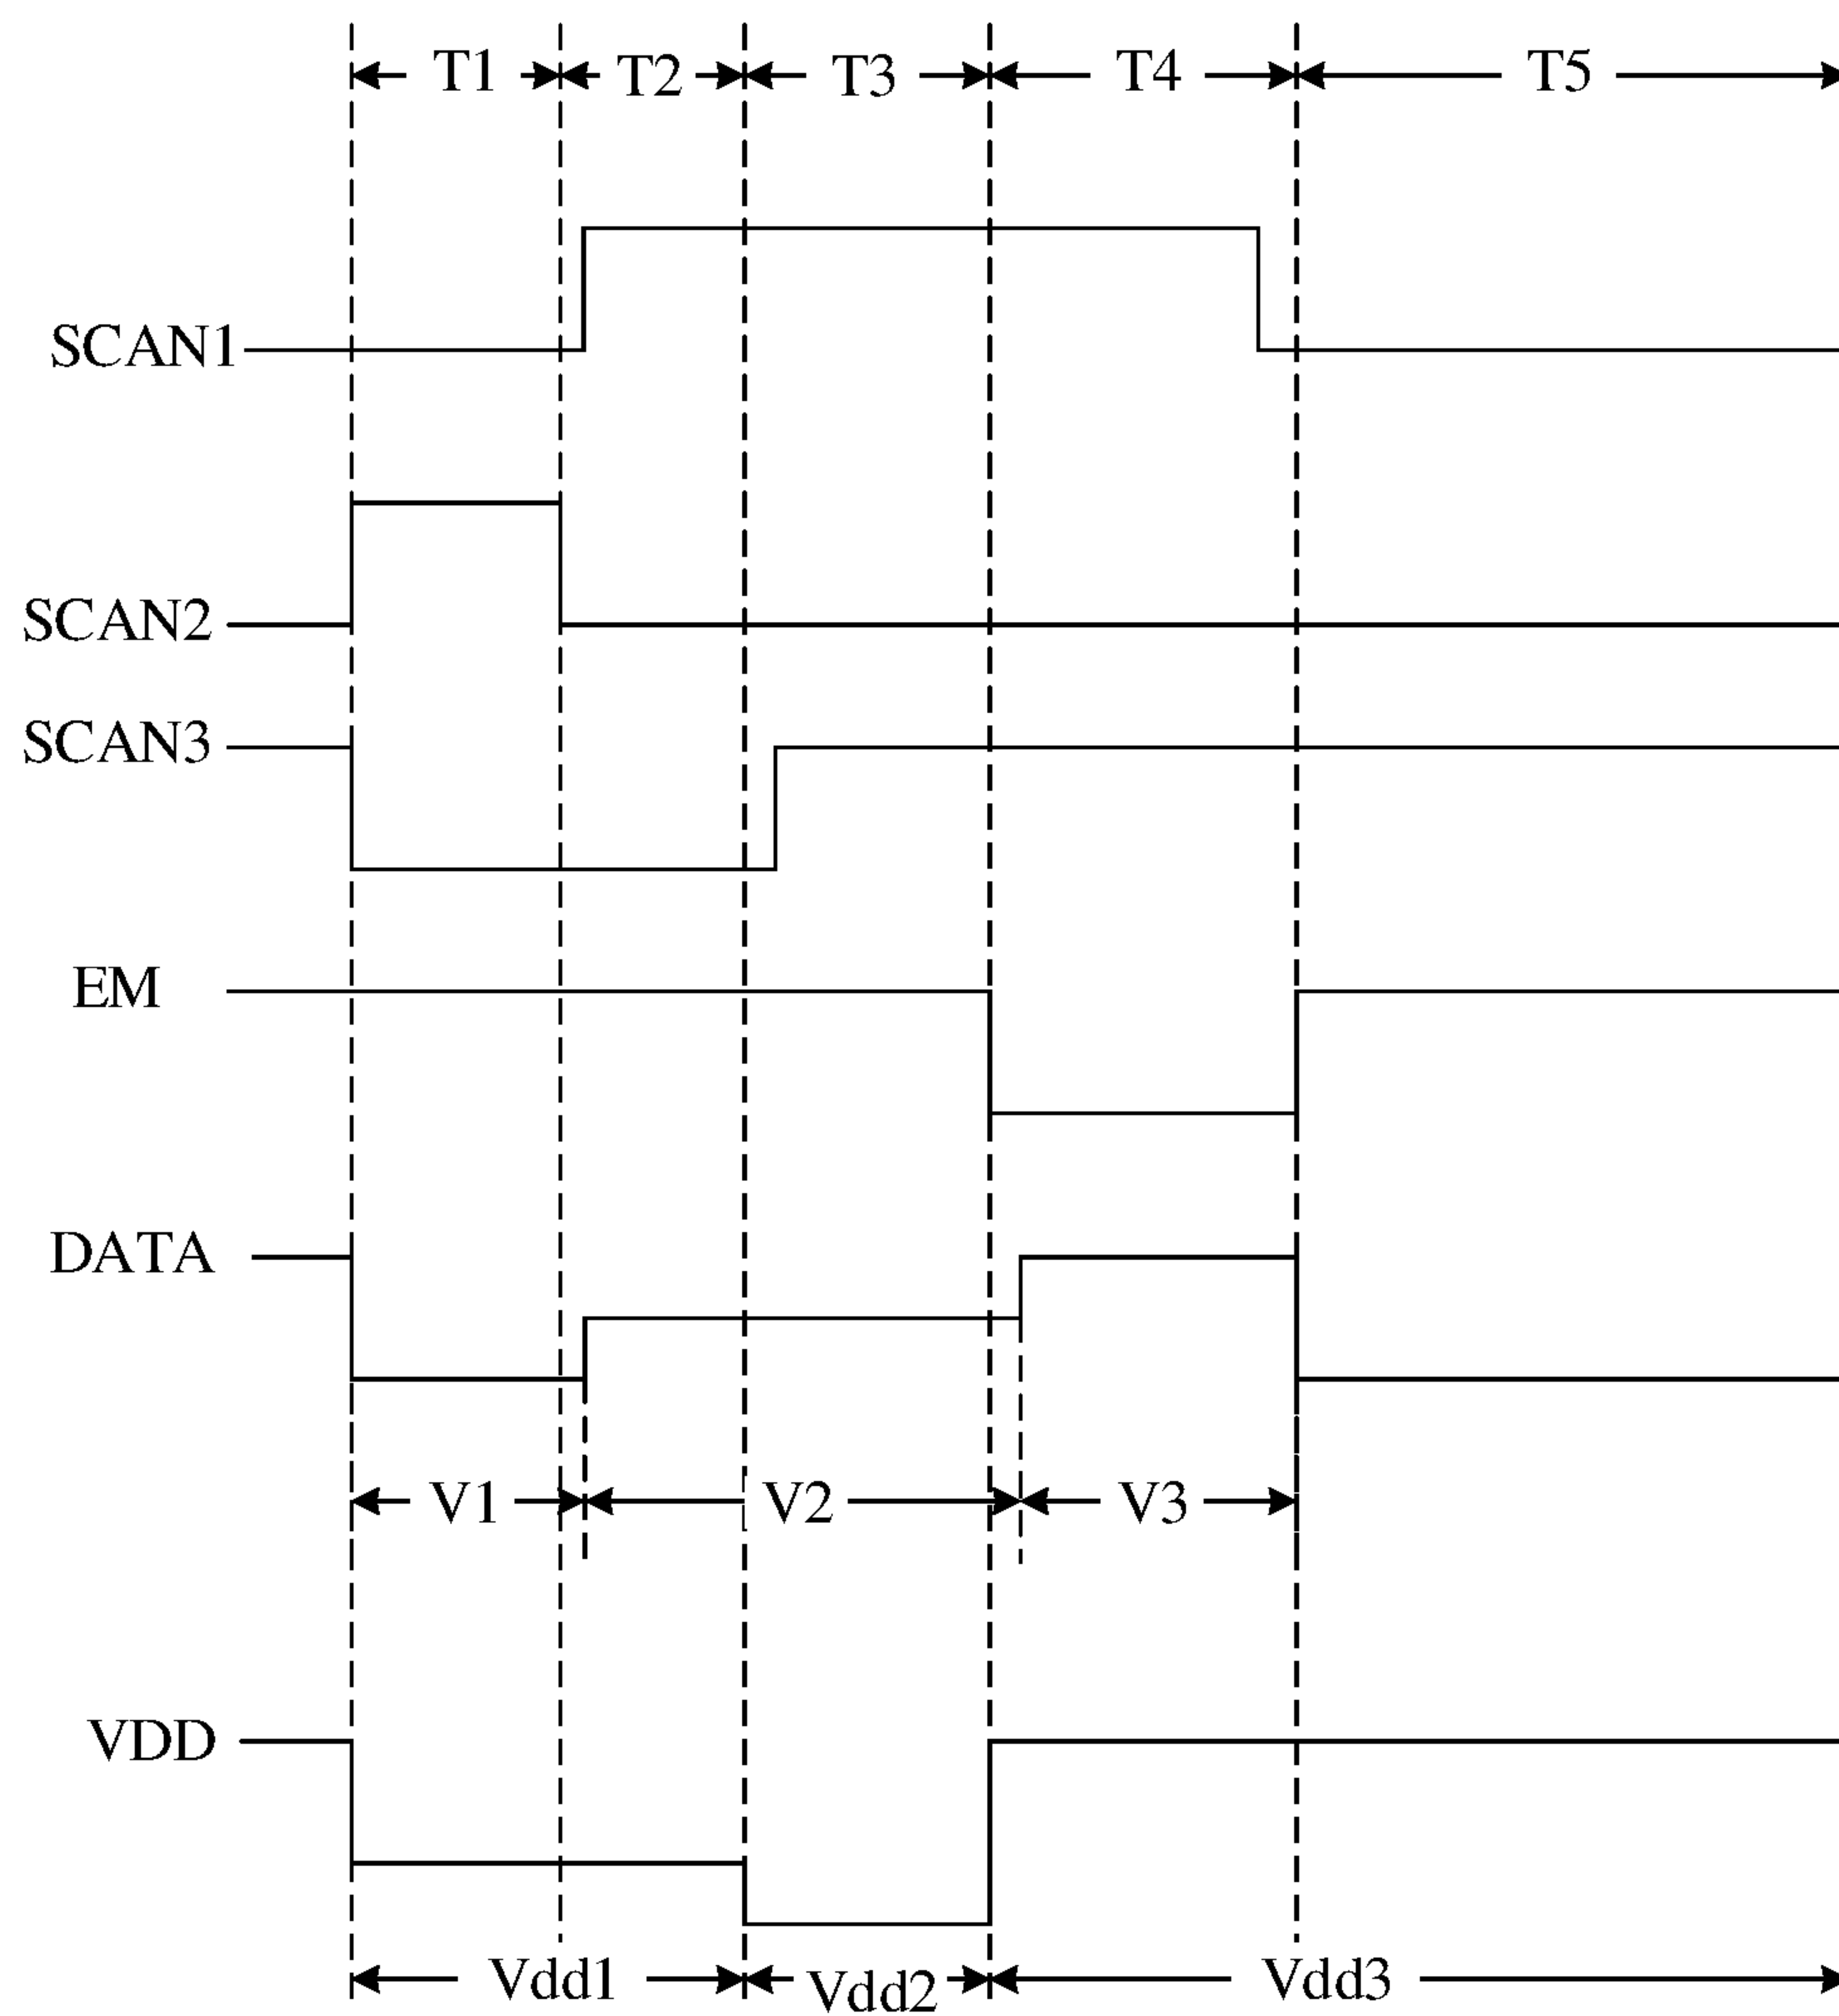 T1 T2 T3 T4 T5
SCAN1
SCAN2
SCAN3
EM
DATA
V1 V2 V3
VDD
Vdd1 Vdd2 Vdd3